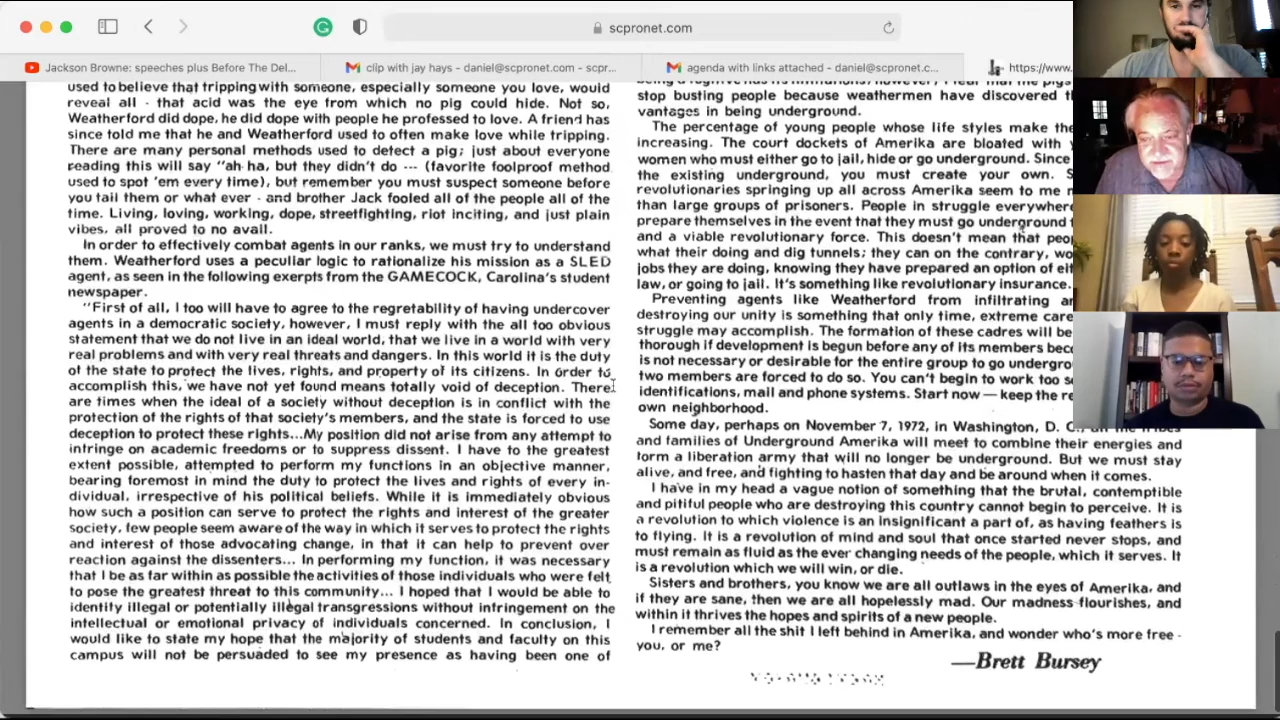 scpronet.com
Jackson Browne: speeches plus Before The Del...
clip with jay hays - daniel@scpronet.com - scpr...
agenda with links attached - daniel@scpronet.c...
https://www.
used to believe that tripping with someone, especially someone you love, would
reveal all - that acid was the eye from which no pig could hide. Not so,
Weatherford did dope, he did dope with people he professed to love. A friend has
since told me that he and Weatherford used to often make love while tripping.
There are many personal methods used to detect a pig; just about everyone
reading this will say "ah ha, but they didn't do --- (favorite foolproof method
used to spot 'em every time), but remember you must suspect someone before
you tail them or what ever - and brother Jack fooled all of the people all of the
time. Living, loving, working, dope, streetfighting, riot inciting, and just plain
vibes, all proved to no avail.
In order to effectively combat agents in our ranks, we must try to understand
them. Weatherford uses a peculiar logic to rationalize his mission as a SLED
agent, as seen in the following exerpts from the GAMECOCK, Carolina's student
newspaper.
"First of all, I too will have to agree to the regretability of having undercover
agents in a democratic society, however, I must reply with the all too obvious
statement that we do not live in an ideal world, that we live in a world with very
real problems and with very real threats and dangers. In this world it is the duty
of the state to protect the lives, rights, and property of its citizens. In order to
accomplish this, we have not yet found means totally void of deception. There
are times when the ideal of a society without deception is in conflict with the
protection of the rights of that society's members, and the state is forced to use
deception to protect these rights...My position did not arise from any attempt to
infringe on academic freedoms or to suppress dissent. I have to the greatest
extent possible, attempted to perform my functions in an objective manner,
bearing foremost in mind the duty to protect the lives and rights of every in-
dividual, irrespective of his political beliefs. While it is immediately obvious
how such a position can serve to protect the rights and interest of the greater
society, few people seem aware of the way in which it serves to protect the rights
and interest of those advocating change, in that it can help to prevent over
reaction against the dissenters... In performing my function, it was necessary
that I be as far within as possible the activities of those individuals who were felt
to pose the greatest threat to this community... I hoped that I would be able to
identity illegal or potentially illegal transgressions without infringement on the
intellectual or emotional privacy of individuals concerned. In conclusion, I
would like to state my hope that the majority of students and faculty on this
campus will not be persuaded to see my presence as having been one of
stop busting people because weathermen have discovered
vantages in being underground.
The percentage of young people whose life styles make
increasing. The court dockets of Amerika are bloated with
women who must either go to jail, hide or go underground. Since
the existing underground, you must create your own.
revolutionaries springing up all across Amerika seem to me
than large groups of prisoners. People in struggle everywhere
prepare themselves in the event that they must go underground
and a viable revolutionary force. This doesn't mean that
what their doing and dig tunnels; they can on the contrary,
jobs they are doing, knowing they have prepared an option of
law, or going to jail. It's something like revolutionary insurance.
Preventing agents like Weatherford from infiltrating
destroying our unity is something that only time, extreme care
struggle may accomplish. The formation of these cadres will be
thorough if development is begun before any of its members
is not necessary or desirable for the entire group to go
two members are forced to do so. You can't begin to work too
identifications, mail and phone systems. Start now — keep the
own neighborhood.
Some day, perhaps on November 7, 1972, in Washington, D. C., all the tribes
and families of Underground Amerika will meet to combine their energies and
form a liberation army that will no longer be underground. But we must stay
alive, and free, and fighting to hasten that day and be around when it comes.
I have in my head a vague notion of something that the brutal, contemptible
and pitiful people who are destroying this country cannot begin to perceive. It is
a revolution to which violence is an insignificant a part of, as having feathers is
to flying. It is a revolution of mind and soul that once started never stops, and
must remain as fluid as the ever changing needs of the people, which it serves. It
is a revolution which we will win, or die.
Sisters and brothers, you know we are all outlaws in the eyes of Amerika, and
if they are sane, then we are all hopelessly mad. Our madness flourishes, and
within it thrives the hopes and spirits of a new people.
I remember all the shit I left behind in Amerika, and wonder who's more free -
you, or me?
—Brett Bursey